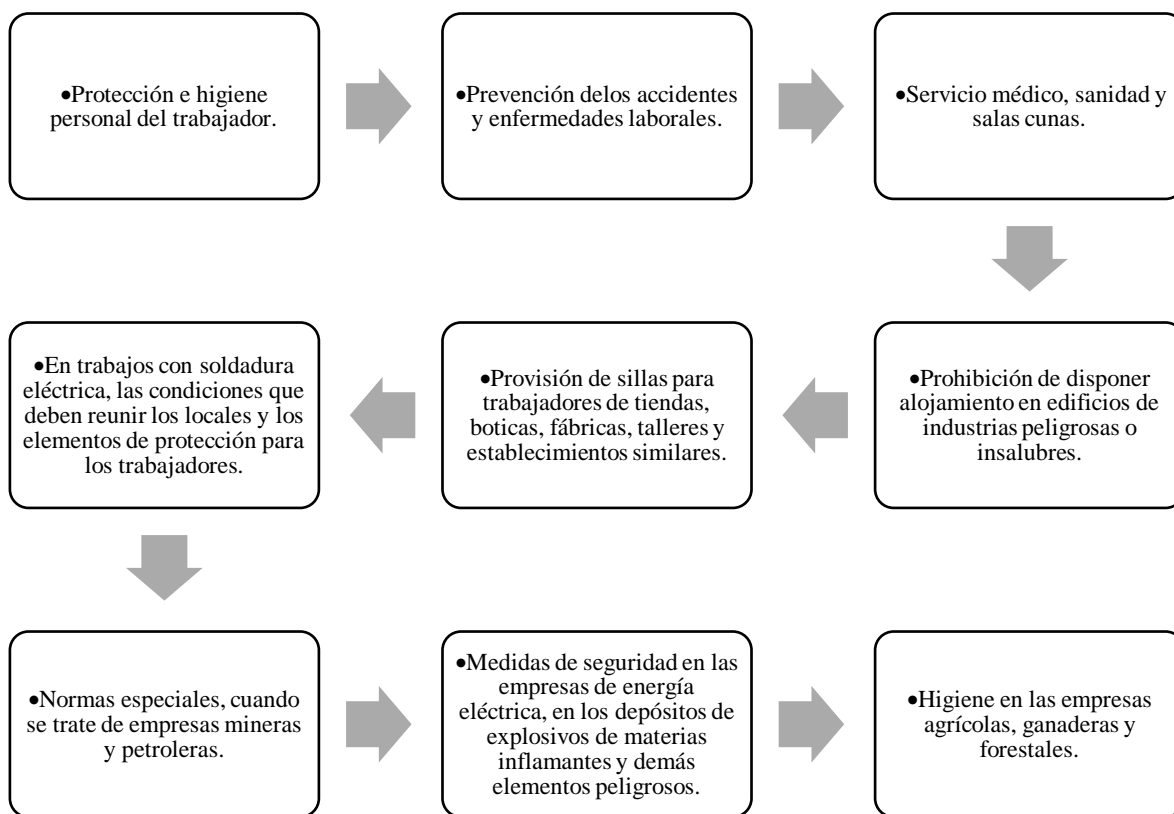 •Protección e higiene
personal del trabajador.
•Prevención delos accidentes
y enfermedades laborales.
•Servicio médico, sanidad y
salas cunas.
•Prohibición de disponer
alojamiento en edificios de
industrias peligrosas o
insalubres.
•Provisión de sillas para
trabajadores de tiendas,
boticas, fábricas, talleres y
establecimientos similares.
•En trabajos con soldadura
eléctrica, las condiciones que
deben reunir los locales y los
elementos de protección para
los trabajadores.
•Normas especiales, cuando
se trate de empresas mineras
y petroleras.
•Medidas de seguridad en las
empresas de energía
eléctrica, en los depósitos de
explosivos de materias
inflamantes y demás
elementos peligrosos.
•Higiene en las empresas
agrícolas, ganaderas y
forestales.